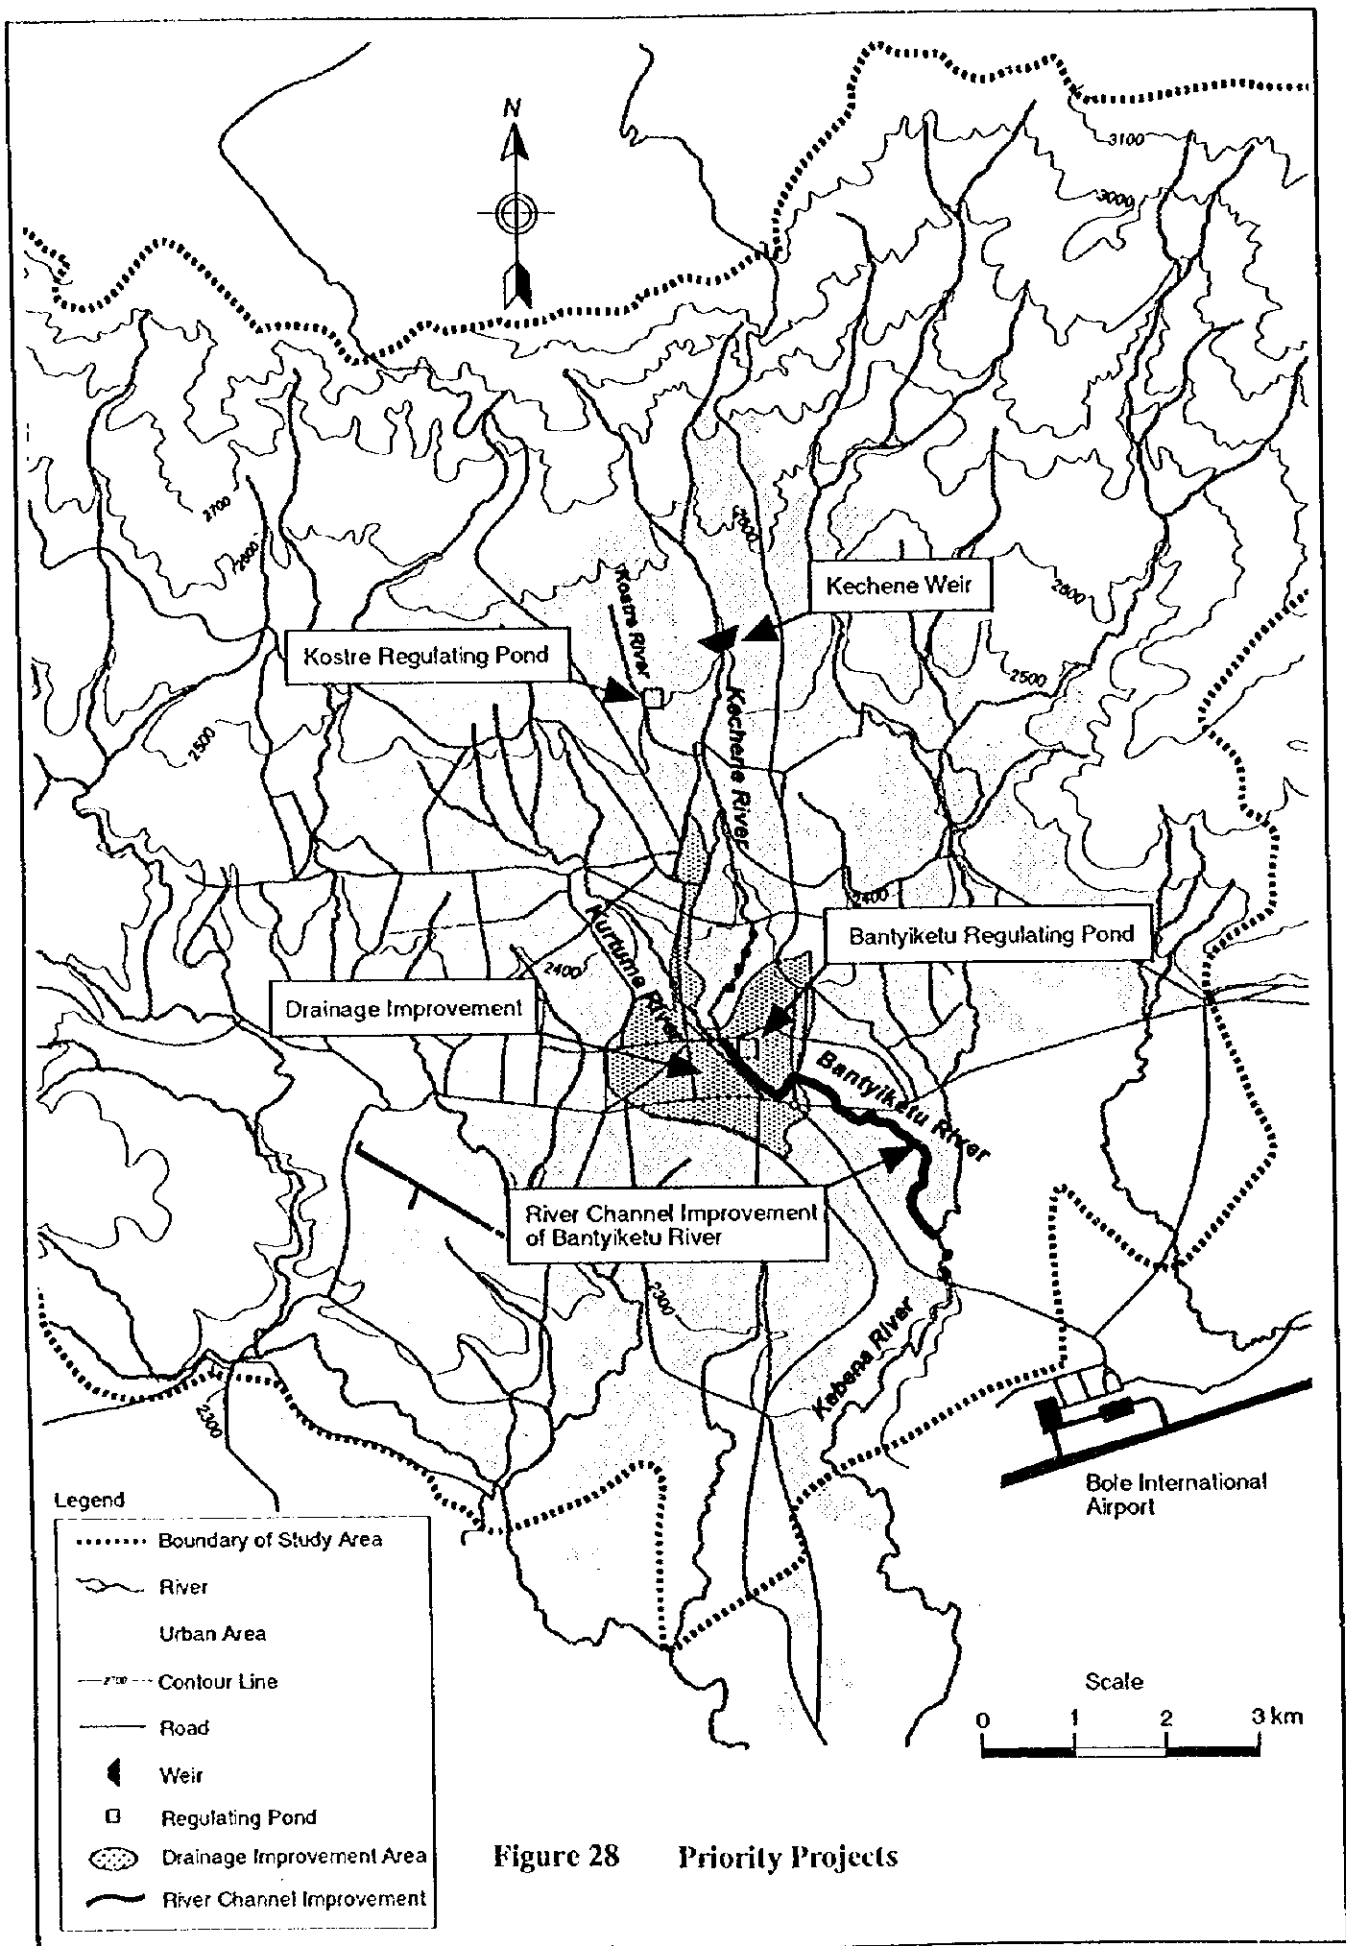 N
3100
3000
2700
2600
2600
Kechene Weir
2600
Kostre River
Kostre Regulating Pond
2500
2500
Kechene River
2400
Bantyiketu Regulating Pond
Kurtume River
2400
Drainage Improvement
Bantyiketu River
River Channel Improvement
of Bantyiketu River
2300
Kebena River
2300
Bole International
Airport
Legend
Boundary of Study Area
River
Urban Area
Contour Line
Road
Weir
Regulating Pond
Drainage Improvement Area
River Channel Improvement
Scale
0 1 2 3 km
Figure 28 Priority Projects